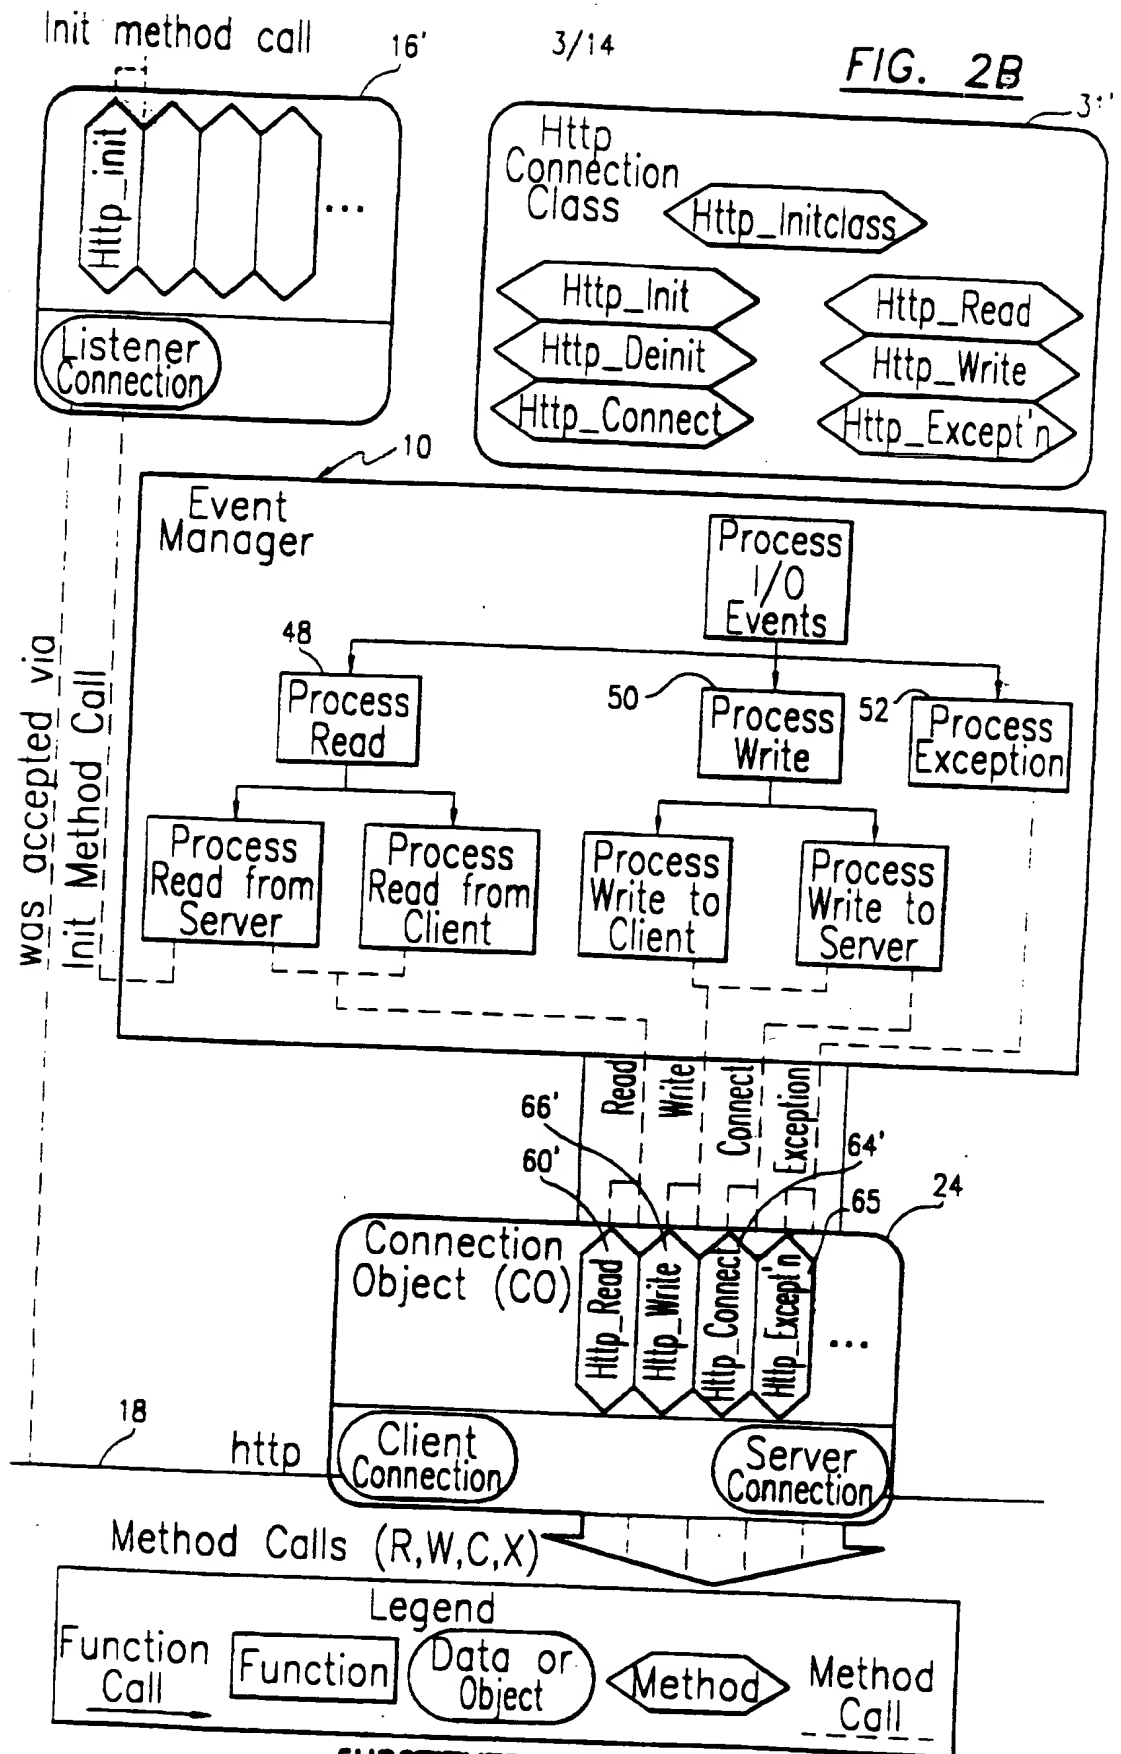 Init method call
16'
3/14
FIG. 2B
Http_init
...
Listener
Connection
Http
Connection
Class
Http_Initclass
Http_Init
Http_Deinit
Http_Connect
Http_Read
Http_Write
Http_Except'n
10
Event
Manager
Process
I/O
Events
48
Process
Read
50
Process
Write
52
Process
Exception
was accepted via
Init Method Call
Process
Read from
Server
Process
Read from
Client
Process
Write to
Client
Process
Write to
Server
Read
Write
Connect
Exception
66'
60'
64'
65
24
Connection
Object (CO)
Http_Read
Http_Write
Http_Connect
Http_Except'n
...
18
http
Client
Connection
Server
Connection
Method Calls (R,W,C,X)
Legend
Function
Call
Function
Data or
Object
Method
Method
Call